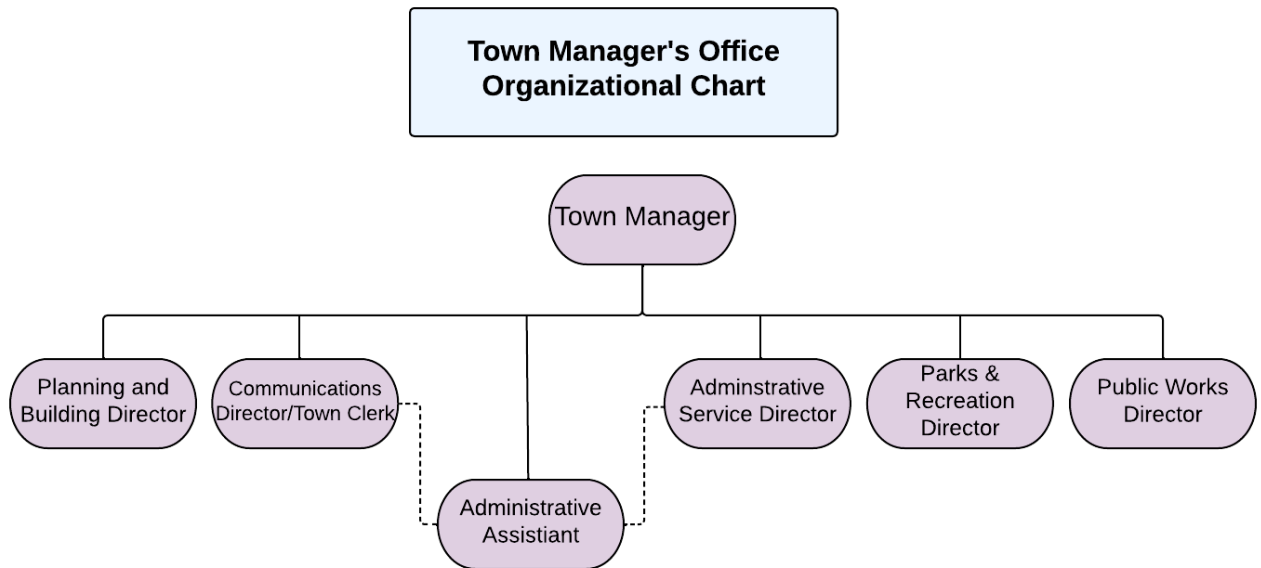 Town Manager's Office
Organizational Chart
Town Manager
Planning and
Building Director
Communications
Director/Town Clerk
Adminstrative
Service Director
Parks &
Recreation
Director
Public Works
Director
Administrative
Assistiant